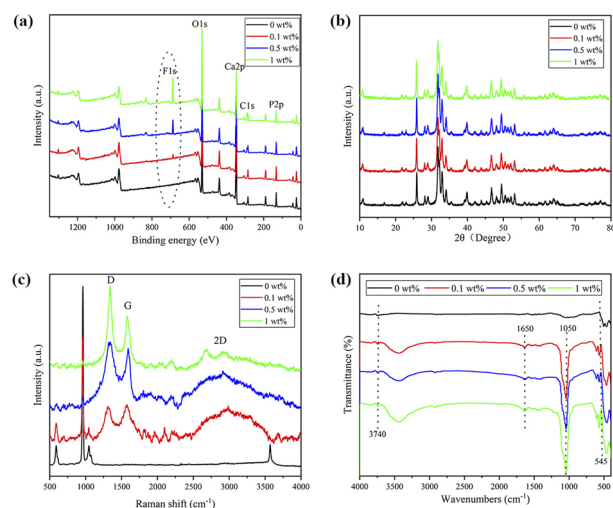 (a)
0 wt%
0.1 wt%
0.5 wt%
1 wt%
O1s
F1s
Ca2p
C1s
P2p
Intensity (a.u.)
1200 1000 800 600 400 200 0
Binding energy (eV)
(b)
0 wt%
0.1 wt%
0.5 wt%
1 wt%
Intensity (a.u.)
10 20 30 40 50 60 70 80
2θ（Degree）
(c)
0 wt%
0.1 wt%
0.5 wt%
1 wt%
D
G
2D
Intensity (a.u.)
500 1000 1500 2000 2500 3000 3500 4000
Raman shift (cm-1)
(d)
0 wt% 0.1 wt% 0.5 wt% 1 wt%
1650 1050
3740
545
Transmittance (%)
4000 3500 3000 2500 2000 1500 1000 500
Wavenumbers (cm-1)